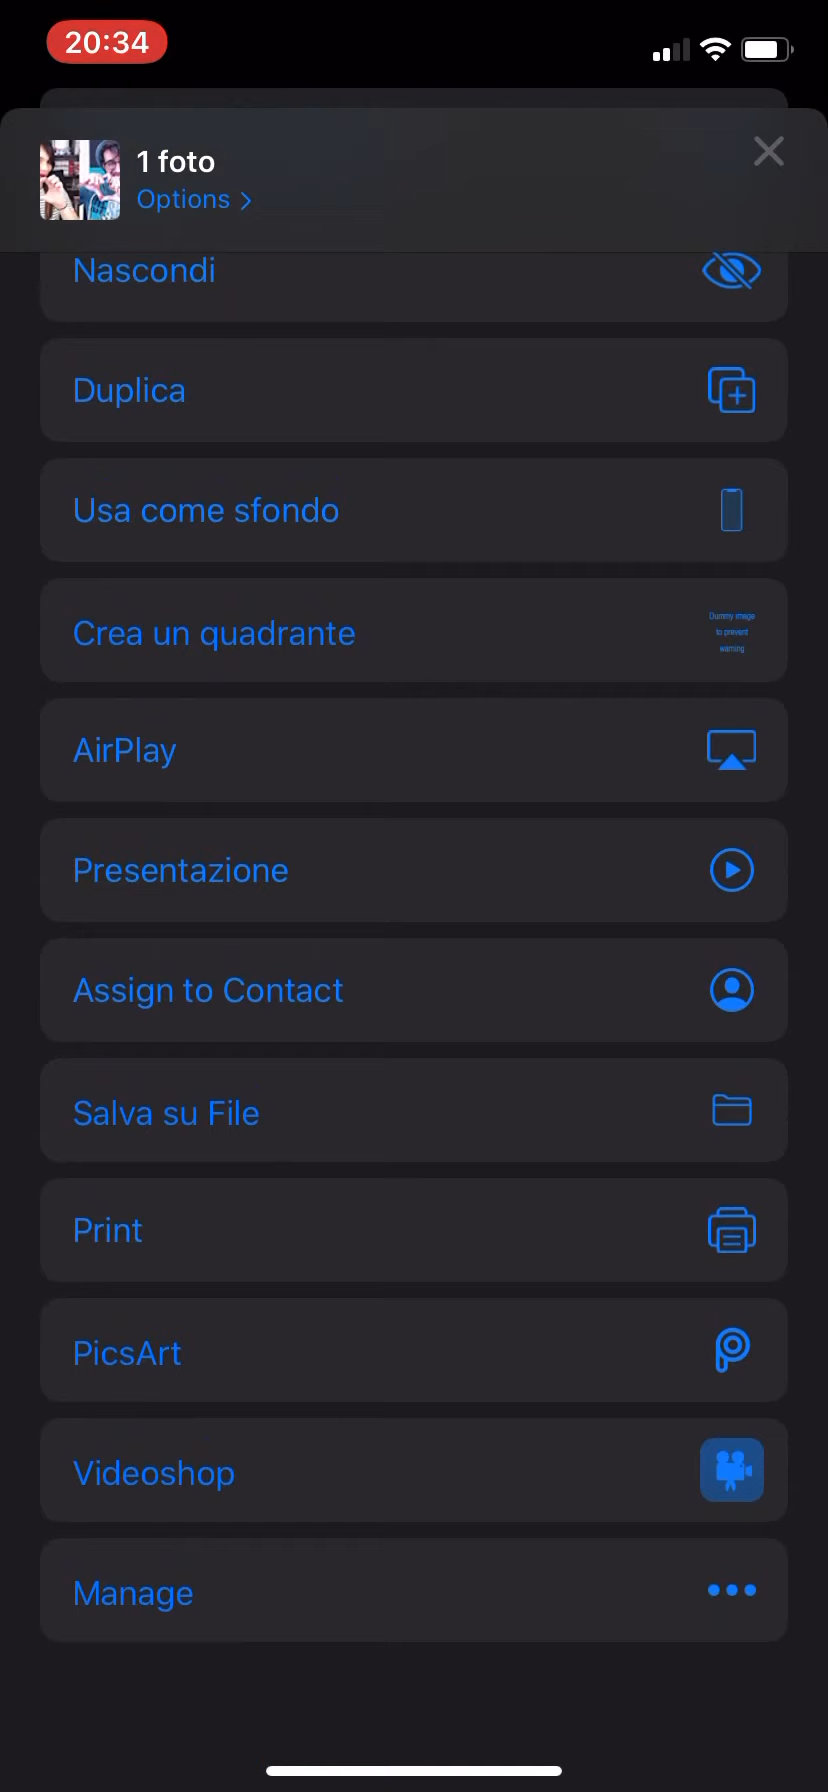 20:34
1 foto
Options
Nascondi
Duplica
Usa come sfondo
Crea un quadrante
Dummy image
to prevent
warning
AirPlay
Presentazione
Assign to Contact
Salva su File
Print
PicsArt
Videoshop
Manage